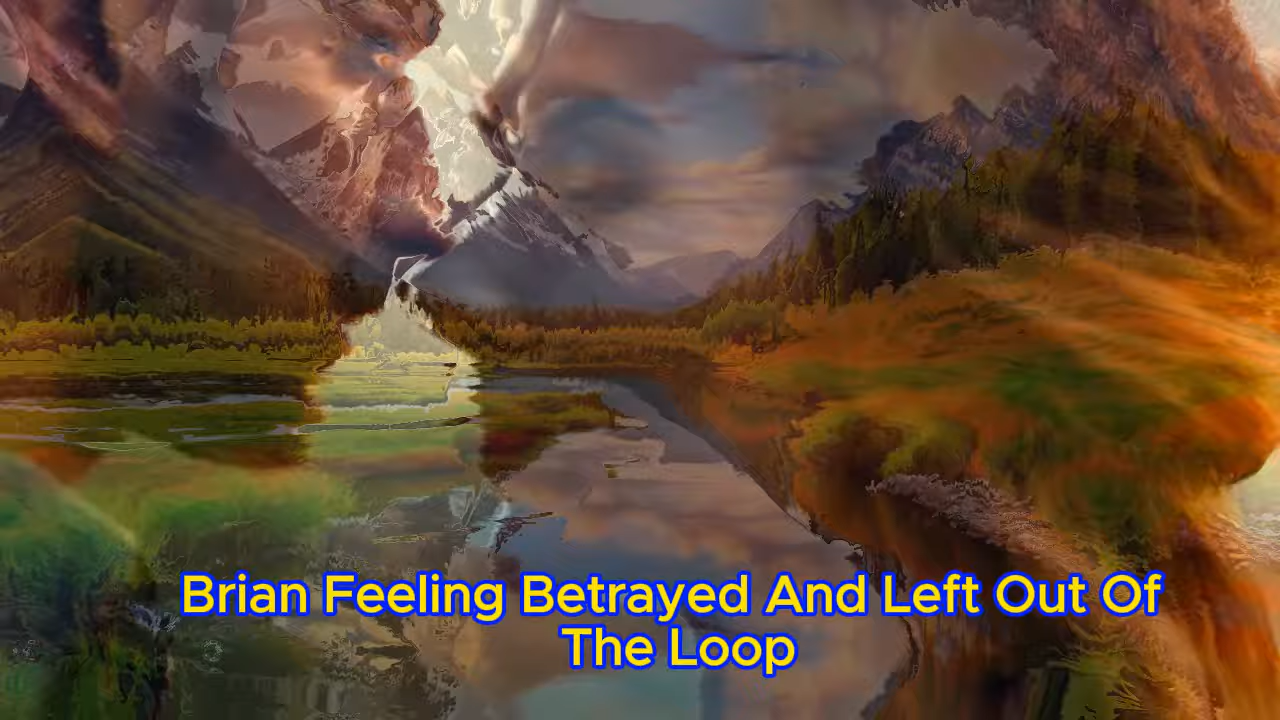 Brian Feeling Betrayed And Left Out Of
The Loop